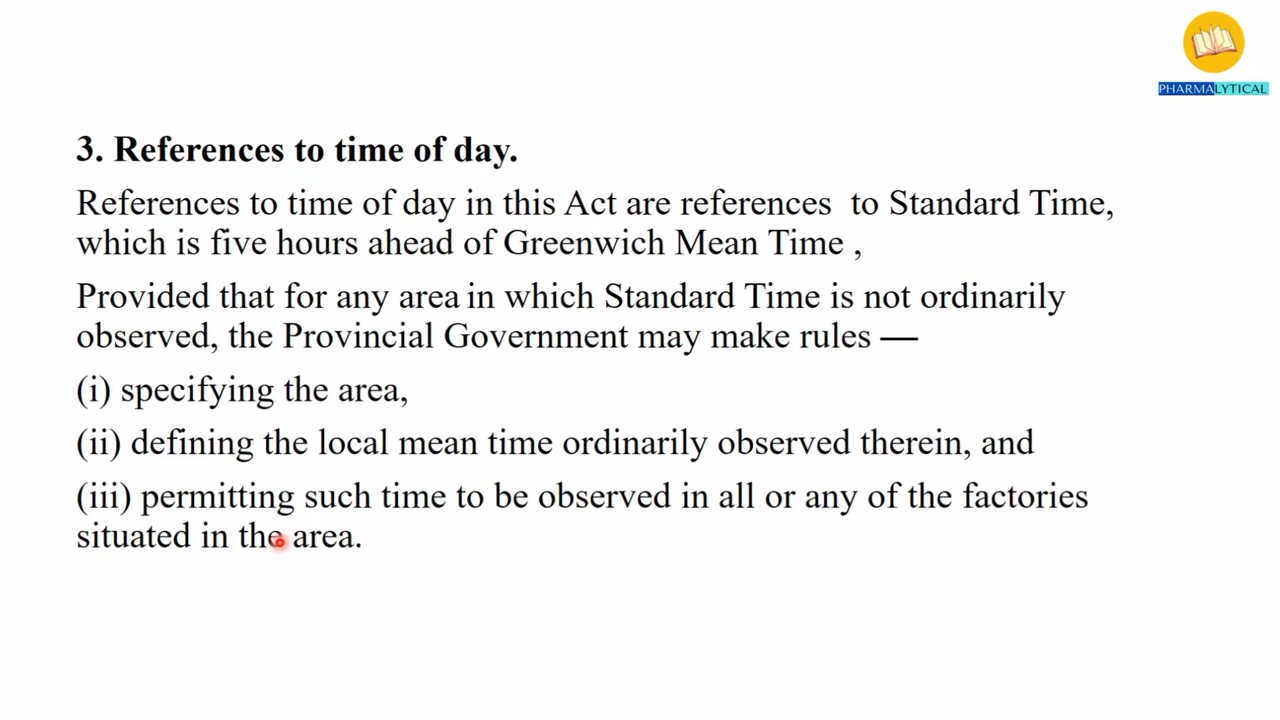 PHARMALYTICAL
3. References to time of day.
References to time of day in this Act are references to Standard Time,
which is five hours ahead of Greenwich Mean Time ,
Provided that for any area in which Standard Time is not ordinarily
observed, the Provincial Government may make rules —
(i) specifying the area,
(ii) defining the local mean time ordinarily observed therein, and
(iii) permitting such time to be observed in all or any of the factories
situated in the area.